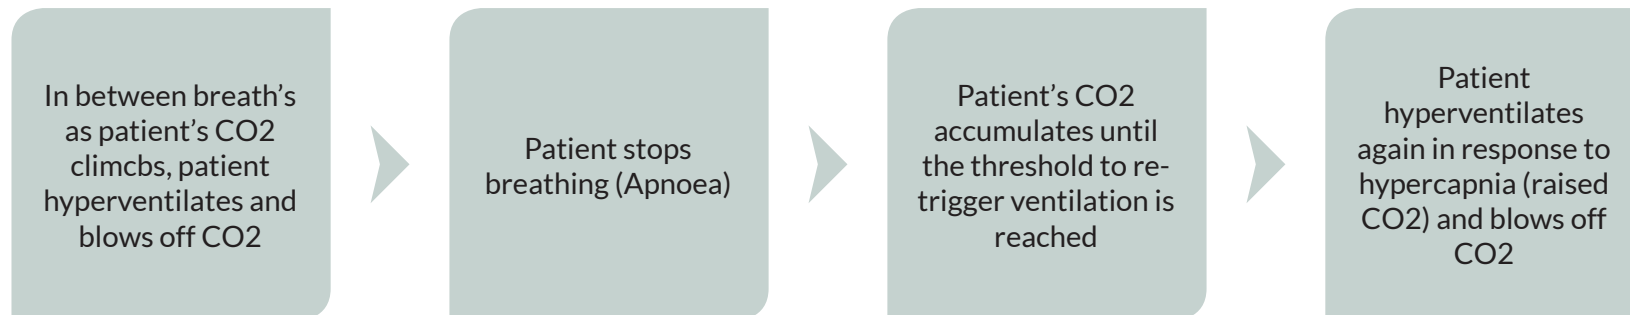 In between breath’s
as patient’s CO2
climcbs, patient
hyperventilates and
blows off CO2
Patient stops
breathing (Apnoea)
Patient’s CO2
accumulates until
the threshold to re-
trigger ventilation is
reached
Patient
hyperventilates
again in response to
hypercapnia (raised
CO2) and blows off
CO2